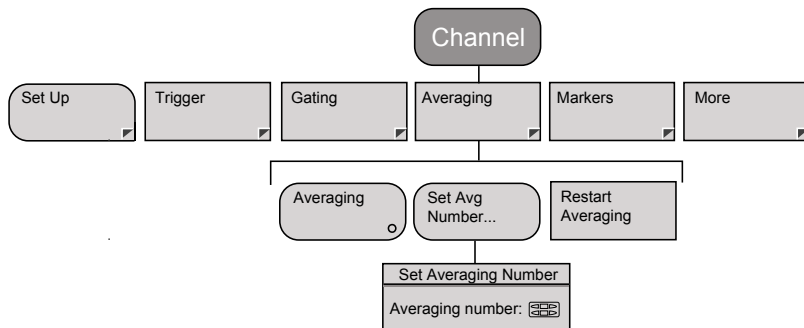 Channel
Set Up
Trigger
Gating
Averaging
Markers
More
Averaging
Set Avg
Number...
Restart
Averaging
Set Averaging Number
Averaging number: